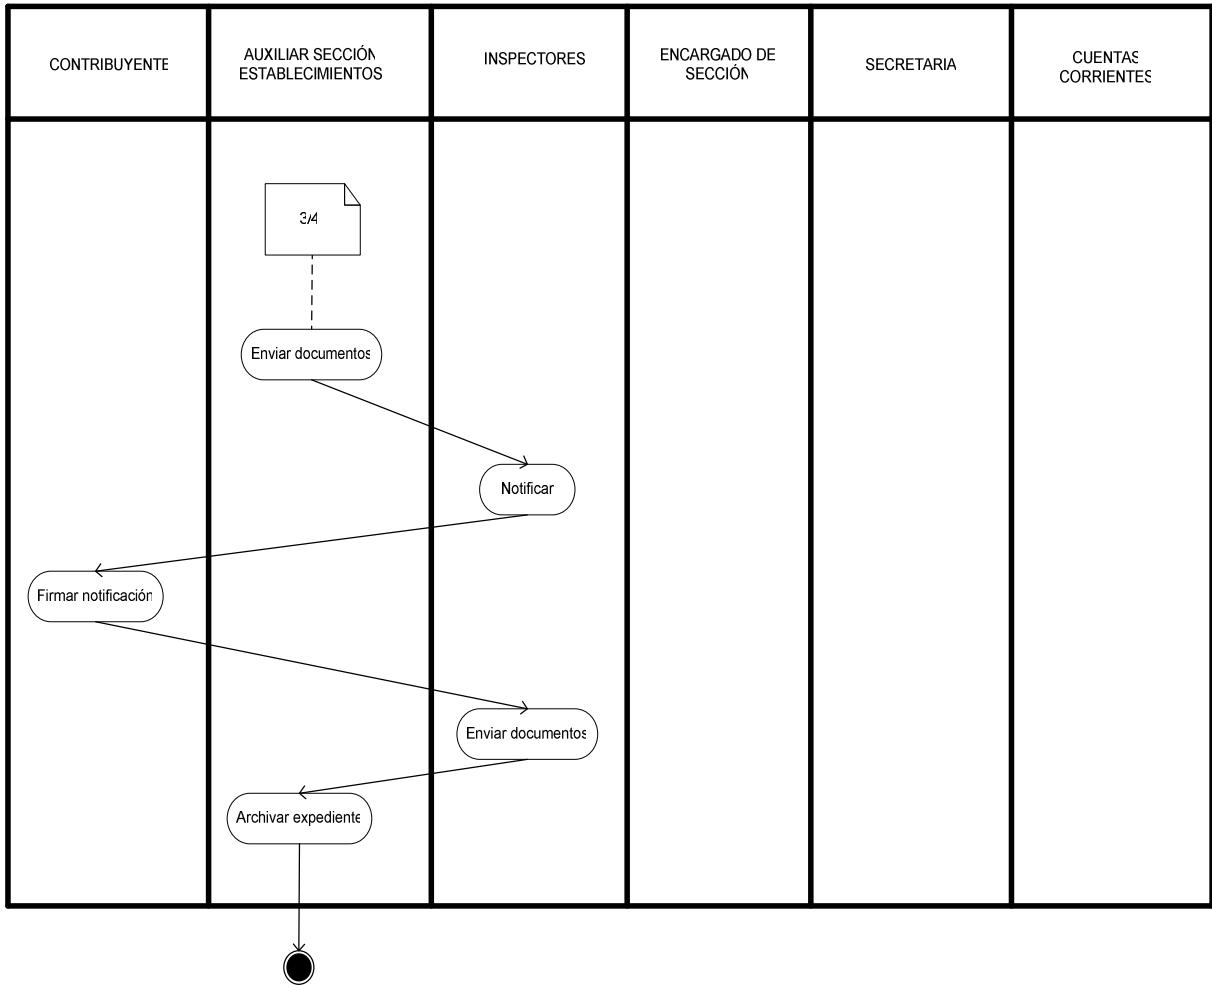 CONTRIBUYENTE
AUXILIAR SECCIÓN
ESTABLECIMIENTOS
INSPECTORES
ENCARGADO DE
SECCIÓN
SECRETARIA
CUENTAS
CORRIENTES
3/4
Enviar documentos
Notificar
Firmar notificación
Enviar documentos
Archivar expediente